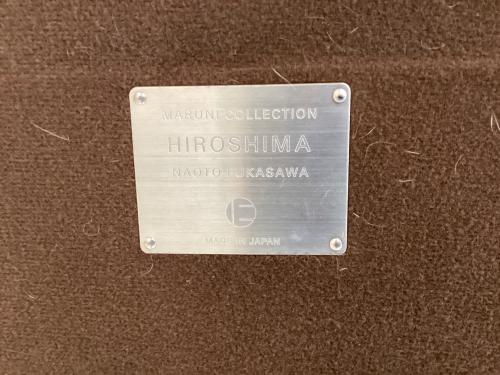 MARUNI COLLECTION
HIROSHIMA
NAOTO FUKASAWA
MADE IN JAPAN